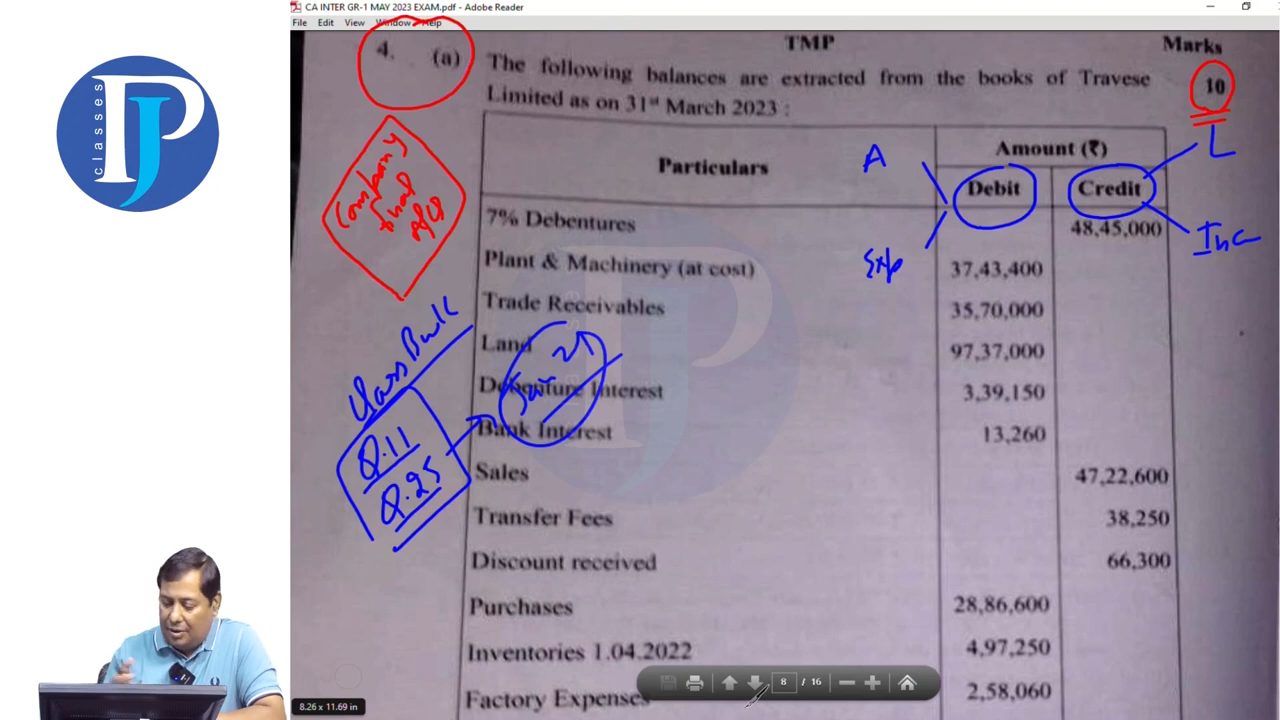 CA INTER GR-1 MAY 2023 EXAM.pdf - Adobe Reader
File Edit View Window Help
classes
PJ
TMP Marks
4. (a) The following balances are extracted from the books of Travese 10
Limited as on 31st March 2023 :
Company
final
Particulars Amount (₹)
Debit Credit
A
L
Exp
Inc
7% Debentures 48,45,000
Plant & Machinery (at cost) 37,43,400
Trade Receivables 35,70,000
Land 97,37,000
Debenture Interest 3,39,150
Bank Interest 13,260
Sales 47,22,600
Transfer Fees 38,250
Discount received 66,300
Purchases 28,86,600
Inventories 1.04.2022 4,97,250
Factory Expenses 2,58,060
Q.11
Q.25
8 / 16
8.26 x 11.69 in